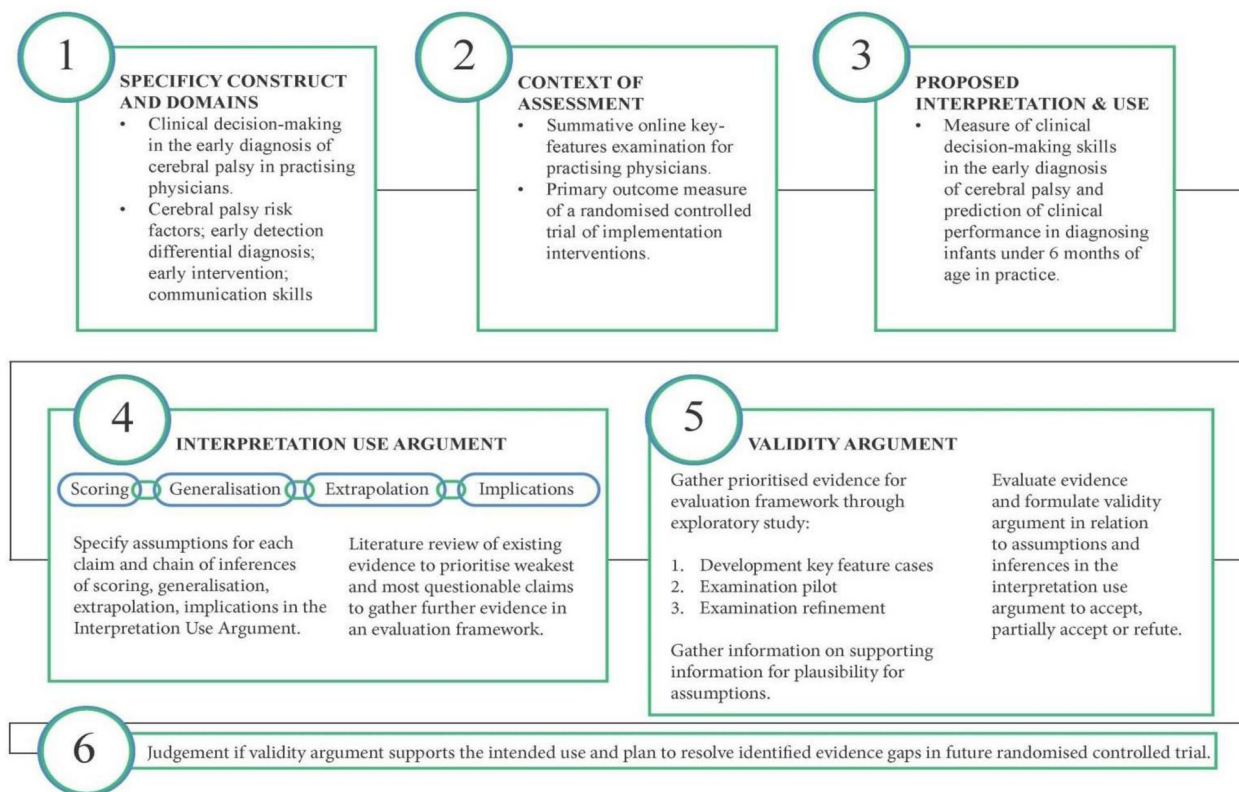 1
SPECIFICY CONSTRUCT
AND DOMAINS
• Clinical decision-making
in the early diagnosis of
cerebral palsy in practising
physicians.
• Cerebral palsy risk
factors; early detection
differential diagnosis;
early intervention;
communication skills
2
CONTEXT OF
ASSESSMENT
• Summative online key-
features examination for
practising physicians.
• Primary outcome measure
of a randomised controlled
trial of implementation
interventions.
3
PROPOSED
INTERPRETATION & USE
• Measure of clinical
decision-making skills
in the early diagnosis
of cerebral palsy and
prediction of clinical
performance in diagnosing
infants under 6 months of
age in practice.
4
INTERPRETATION USE ARGUMENT
Scoring Generalisation Extrapolation Implications
Specify assumptions for each
claim and chain of inferences
of scoring, generalisation,
extrapolation, implications in the
Interpretation Use Argument.
Literature review of existing
evidence to prioritise weakest
and most questionable claims
to gather further evidence in
an evaluation framework.
5
VALIDITY ARGUMENT
Gather prioritised evidence for
evaluation framework through
exploratory study:
1. Development key feature cases
2. Examination pilot
3. Examination refinement
Gather information on supporting
information for plausibility for
assumptions.
Evaluate evidence
and formulate validity
argument in relation
to assumptions and
inferences in the
interpretation use
argument to accept,
partially accept or refute.
6
Judgement if validity argument supports the intended use and plan to resolve identified evidence gaps in future randomised controlled trial.